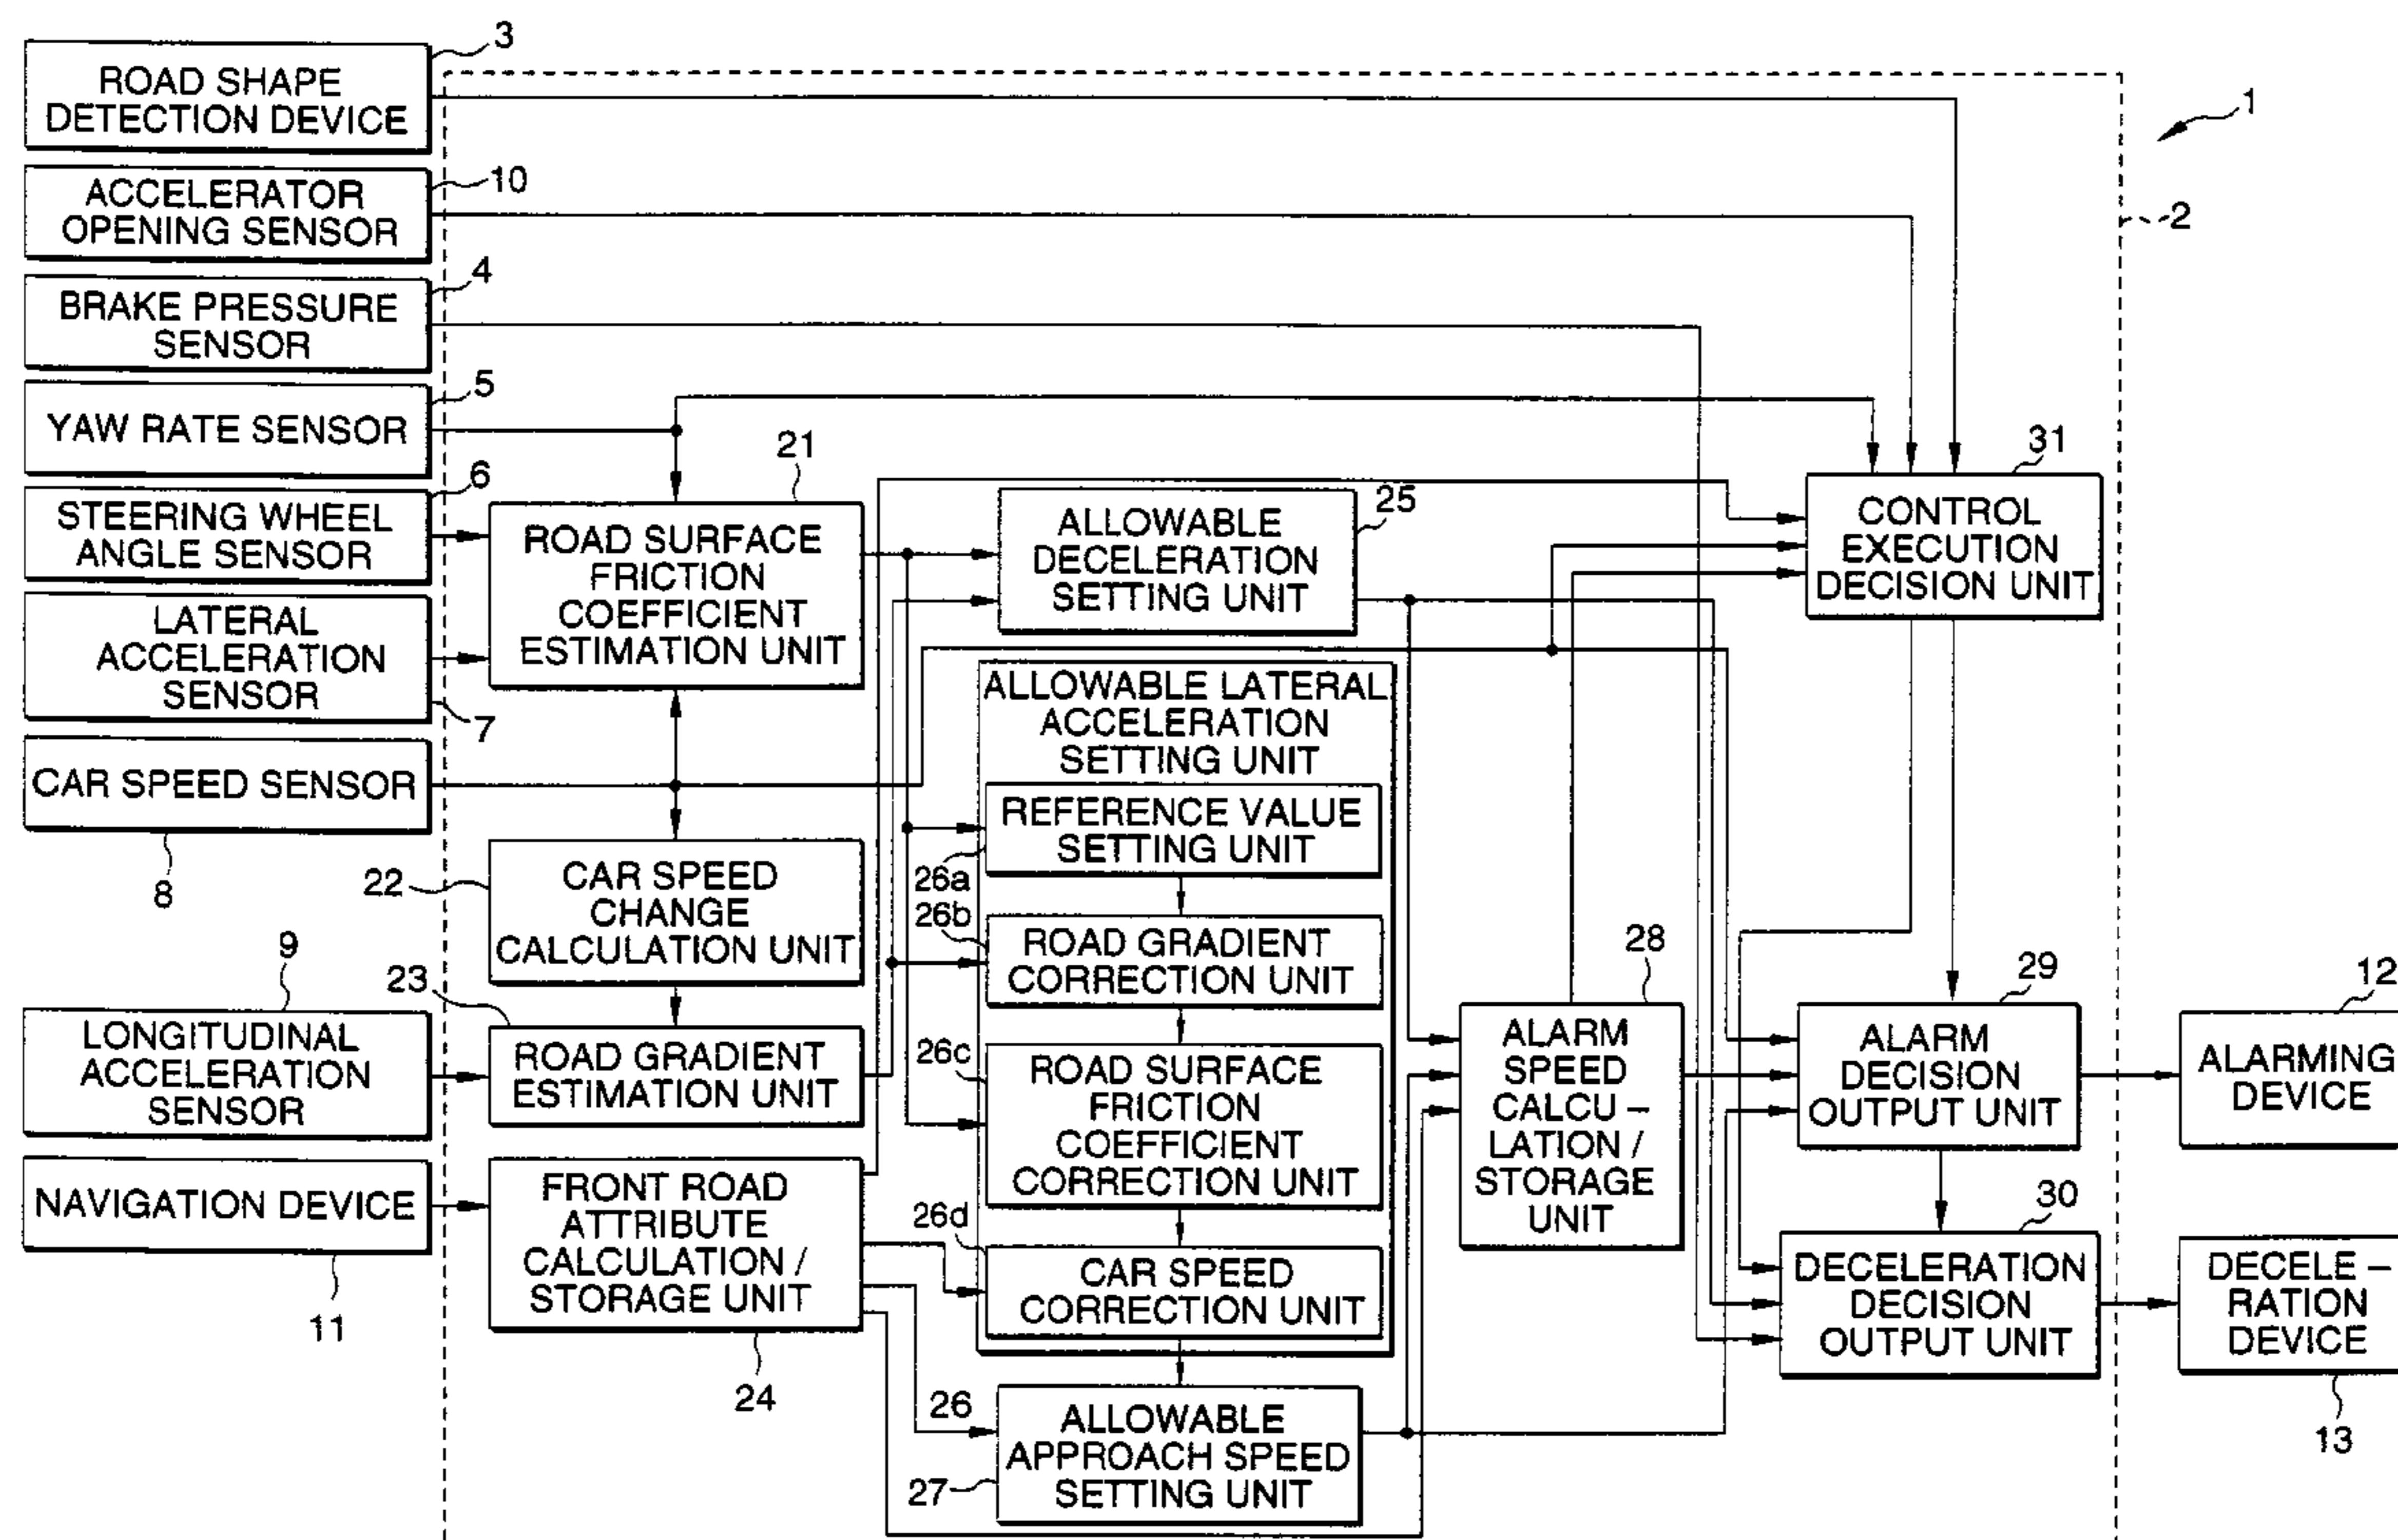 3
ROAD SHAPE
DETECTION DEVICE
1
10
ACCELERATOR
OPENING SENSOR
2
4
BRAKE PRESSURE
SENSOR
5
YAW RATE SENSOR
6
STEERING WHEEL
ANGLE SENSOR
LATERAL
ACCELERATION
SENSOR
7
CAR SPEED SENSOR
8
9
LONGITUDINAL
ACCELERATION
SENSOR
NAVIGATION DEVICE
11
21
ROAD SURFACE
FRICTION
COEFFICIENT
ESTIMATION UNIT
22
CAR SPEED
CHANGE
CALCULATION UNIT
23
ROAD GRADIENT
ESTIMATION UNIT
FRONT ROAD
ATTRIBUTE
CALCULATION /
STORAGE UNIT
24
25
ALLOWABLE
DECELERATION
SETTING UNIT
ALLOWABLE LATERAL
ACCELERATION
SETTING UNIT
REFERENCE VALUE
SETTING UNIT
26a
26b
ROAD GRADIENT
CORRECTION UNIT
26c
ROAD SURFACE
FRICTION
COEFFICIENT
CORRECTION UNIT
26d
CAR SPEED
CORRECTION UNIT
26
ALLOWABLE
APPROACH SPEED
SETTING UNIT
27
28
ALARM
SPEED
CALCU –
LATION /
STORAGE
UNIT
31
CONTROL
EXECUTION
DECISION UNIT
29
ALARM
DECISION
OUTPUT UNIT
30
DECELERATION
DECISION
OUTPUT UNIT
12
ALARMING
DEVICE
DECELE –
RATION
DEVICE
13